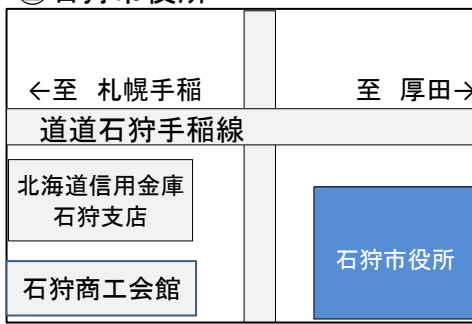 石狩市役所
←至 札幌手稲
至 厚田→
道道石狩手稲線
北海道信用金庫
石狩支店
石狩市役所
石狩商工会館